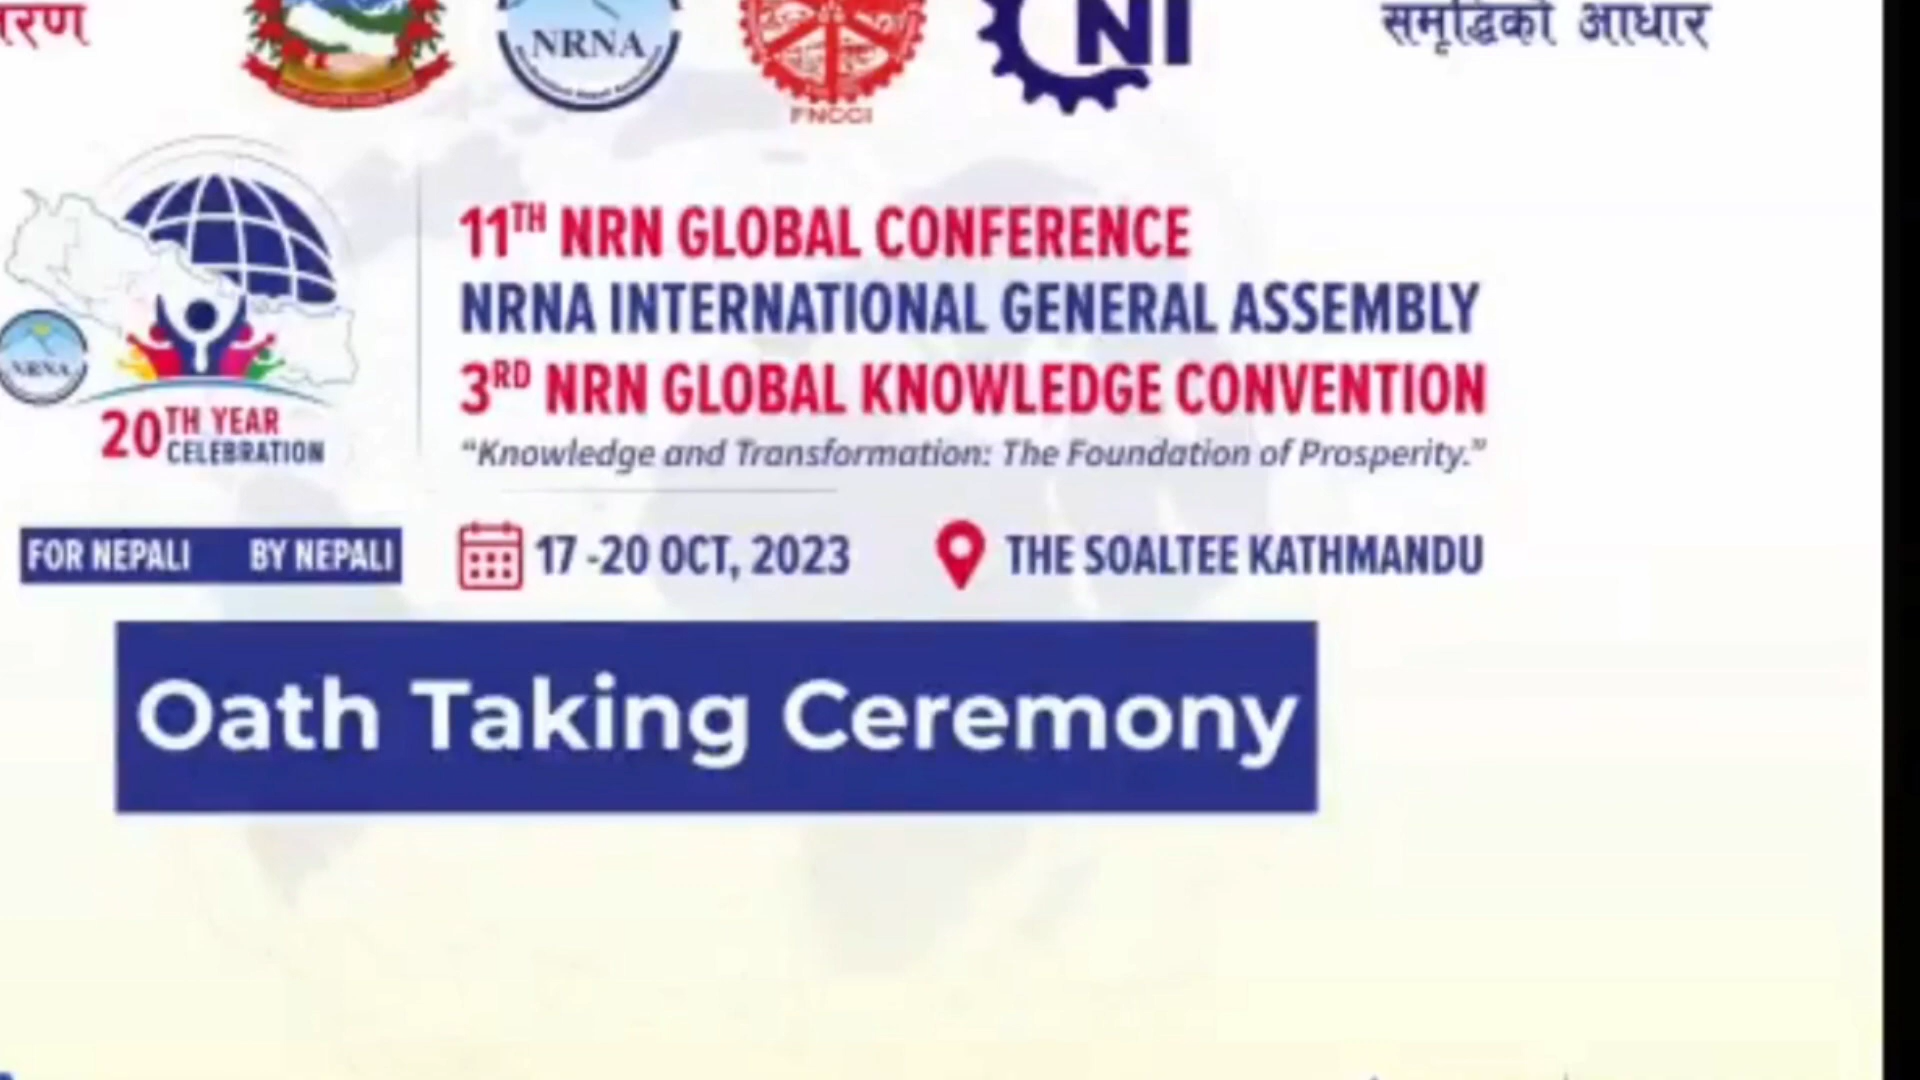 समृद्धिको आधार
NRNA
FNCCI
CNI
11TH NRN GLOBAL CONFERENCE
NRNA INTERNATIONAL GENERAL ASSEMBLY
3RD NRN GLOBAL KNOWLEDGE CONVENTION
"Knowledge and Transformation: The Foundation of Prosperity."
NRNA
20TH YEAR
CELEBRATION
FOR NEPALI BY NEPALI
17 -20 OCT, 2023
THE SOALTEE KATHMANDU
Oath Taking Ceremony